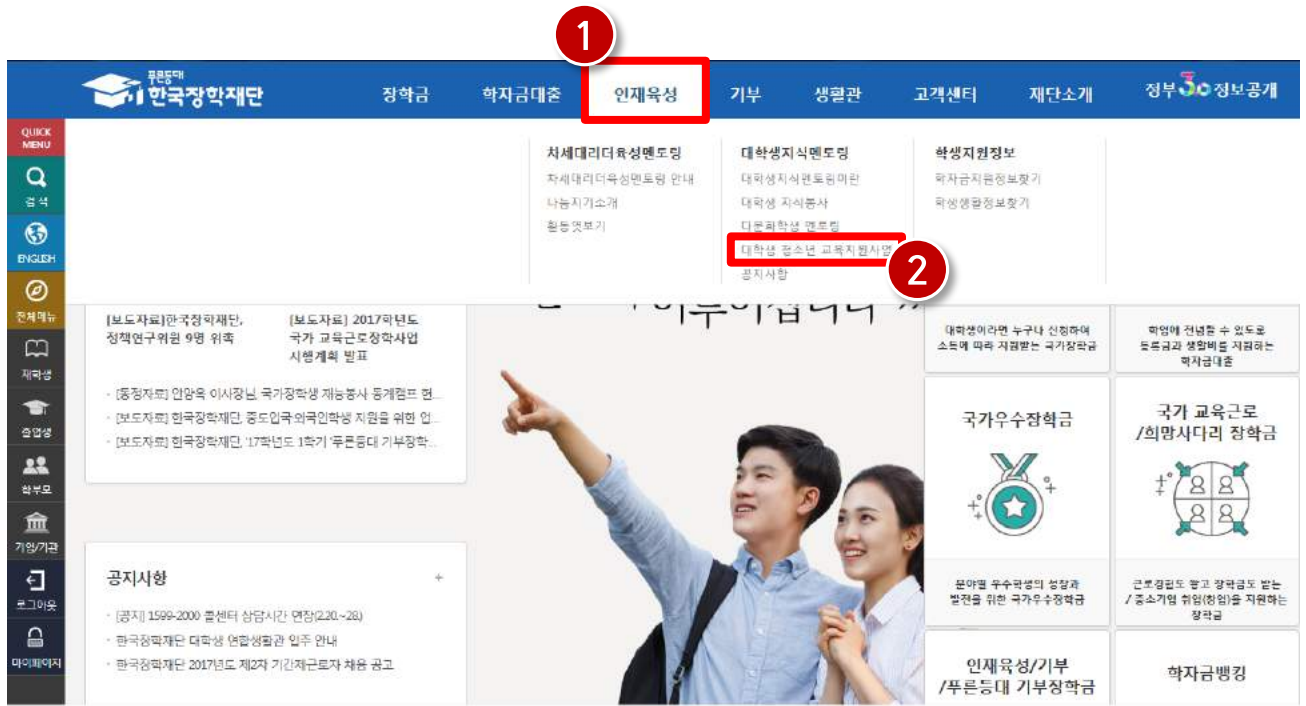 1
푸른등대
한국장학재단
장학금
학자금대출
인재육성
기부
생활관
고객센터
재단소개
정부3.0 정보공개
QUICK
MENU
검색
ENGLISH
전체메뉴
재학생
졸업생
학부모
기업/기관
로그아웃
마이페이지
차세대리더육성멘토링
차세대리더육성멘토링 안내
나눔지기소개
활동엿보기
대학생지식멘토링
대학생지식멘토링이란
대학생 지식봉사
다문화학생 멘토링
대학생 청소년 교육지원사업
공지사항
2
학생지원정보
학자금지원정보찾기
학생생활정보찾기
[보도자료]한국장학재단,
정책연구위원 9명 위촉
[보도자료] 2017학년도
국가 교육근로장학사업
시행계획 발표
· [동정자료] 안양옥 이사장님, 국가장학생 재능봉사 동계캠프 현...
· [보도자료] 한국장학재단, 중도입국·외국인학생 지원을 위한 업...
· [보도자료] 한국장학재단, '17학년도 1학기 '푸른등대 기부장학...
공지사항
+
· [공지] 1599-2000 콜센터 상담시간 연장(2.20.~28.)
· 한국장학재단 대학생 연합생활관 입주 안내
· 한국장학재단 2017년도 제2차 기간제근로자 채용 공고
대학생이라면 누구나 신청하여
소득에 따라 지원받는 국가장학금
학업에 전념할 수 있도록
등록금과 생활비를 지원하는
학자금대출
국가우수장학금
분야별 우수학생의 성장과
발전을 위한 국가우수장학금
국가 교육근로
/희망사다리 장학금
근로경험도 쌓고 장학금도 받는
/ 중소기업 취업(창업)을 지원하는
장학금
인재육성/기부
/푸른등대 기부장학금
학자금뱅킹